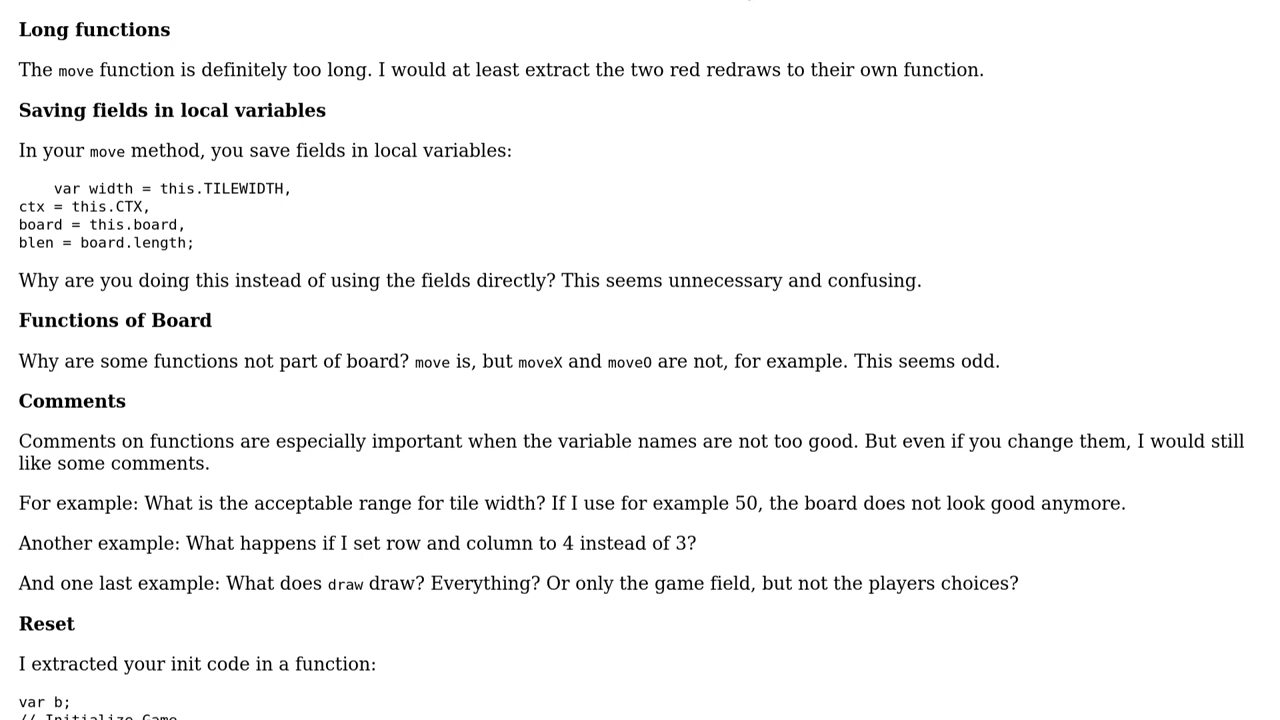 Long functions
The move function is definitely too long. I would at least extract the two red redraws to their own function.
Saving fields in local variables
In your move method, you save fields in local variables:
var width = this.TILEWIDTH,
ctx = this.CTX,
board = this.board,
blen = board.length;
Why are you doing this instead of using the fields directly? This seems unnecessary and confusing.
Functions of Board
Why are some functions not part of board? move is, but moveX and moveO are not, for example. This seems odd.
Comments
Comments on functions are especially important when the variable names are not too good. But even if you change them, I would still
like some comments.
For example: What is the acceptable range for tile width? If I use for example 50, the board does not look good anymore.
Another example: What happens if I set row and column to 4 instead of 3?
And one last example: What does draw draw? Everything? Or only the game field, but not the players choices?
Reset
I extracted your init code in a function:
var b;
// Initialize Game